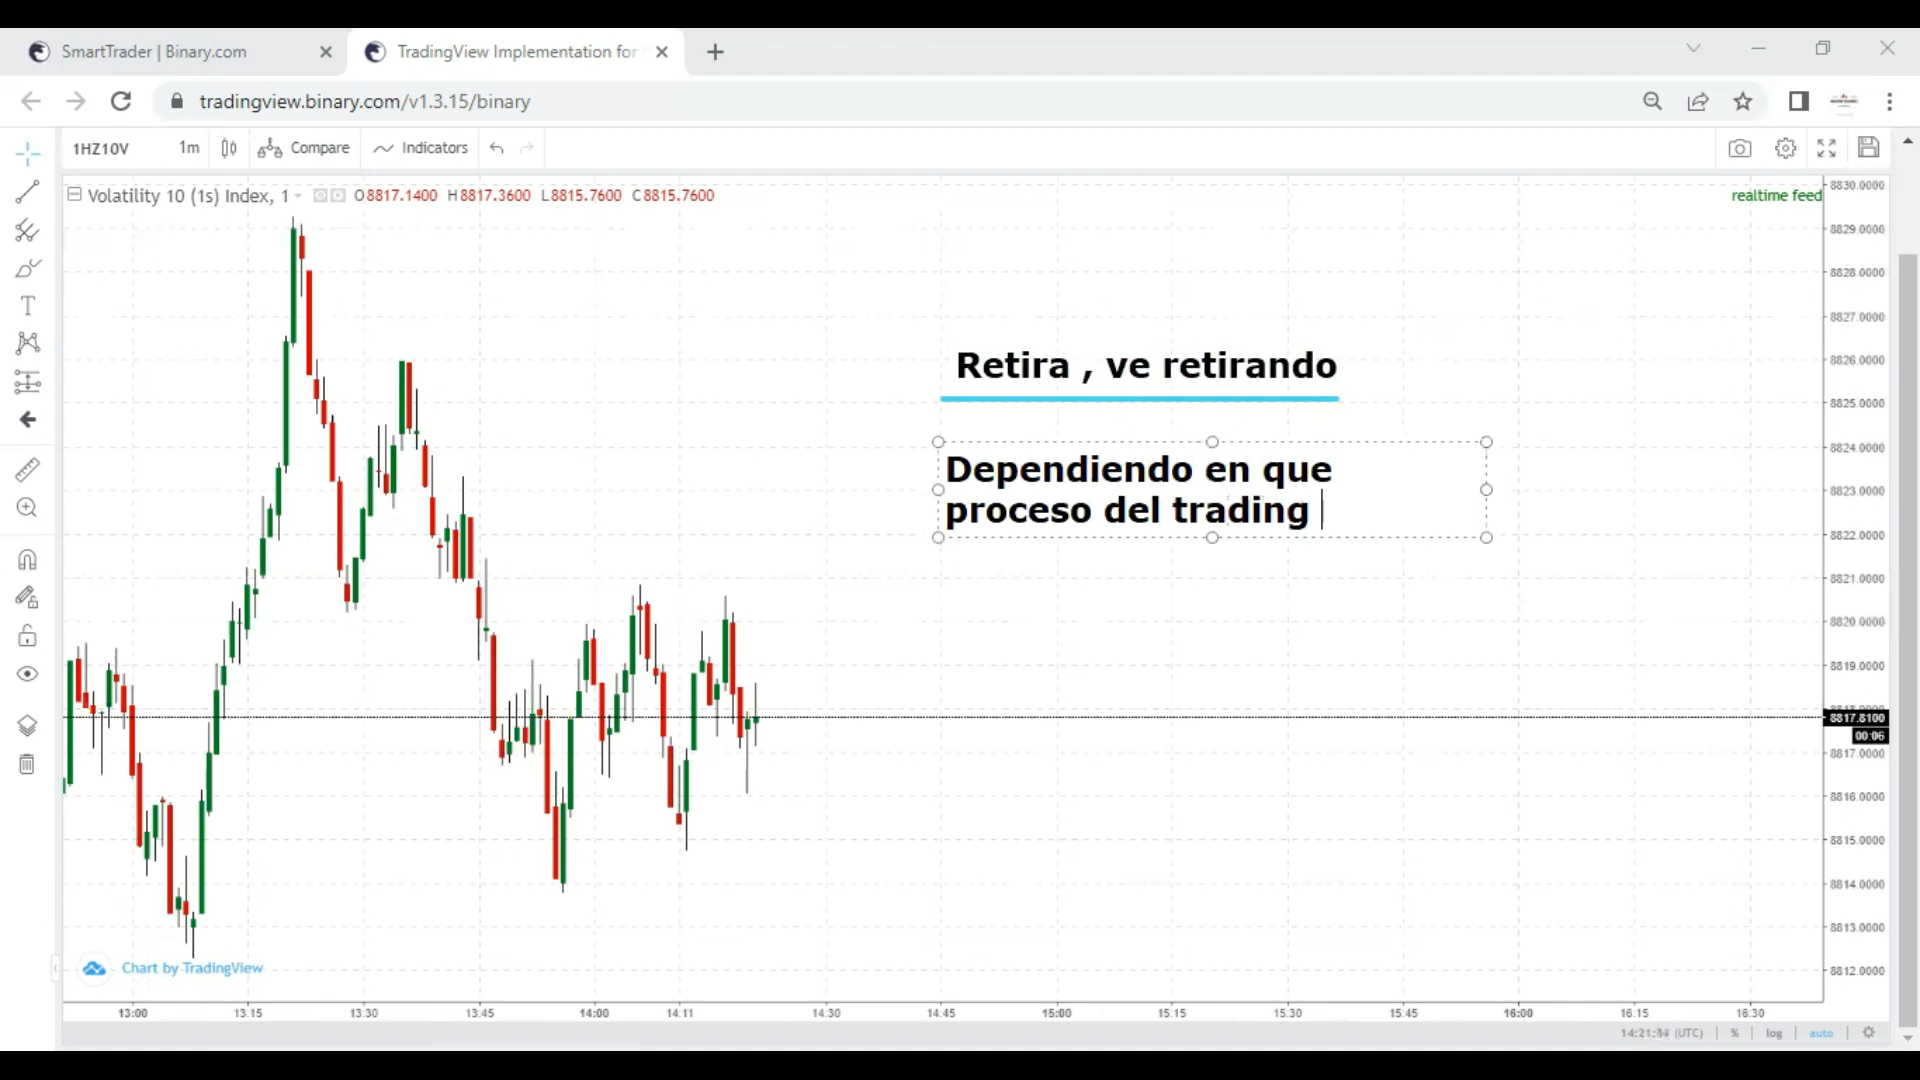 SmartTrader | Binary.com
TradingView Implementation for
tradingview.binary.com/v1.3.15/binary
1HZ10V 1m Compare Indicators
Volatility 10 (1s) Index, 1 O8817.1400 H8817.3600 L8815.7600 C8815.7600
realtime feed
8830.0000
8829.0000
8828.0000
8827.0000
8826.0000
8825.0000
8824.0000
8823.0000
8822.0000
8821.0000
8820.0000
8819.0000
8817.8100
00:06
8817.0000
8816.0000
8815.0000
8814.0000
8813.0000
8812.0000
Retira , ve retirando
Dependiendo en que
proceso del trading
Chart by TradingView
13:00 13:15 13:30 13:45 14:00 14:11 14:30 14:45 15:00 15:15 15:30 15:45 16:00 16:15 16:30
(UTC) % log auto